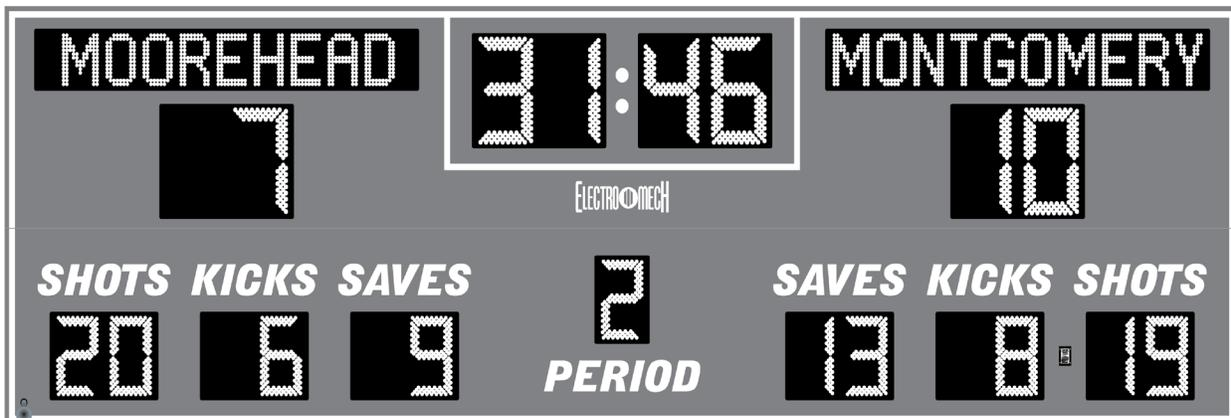 MOOREHEAD 31:46 MONTGOMERY
7 10
ELECTRO MECH
SHOTS KICKS SAVES SAVES KICKS SHOTS
20 6 9 2 13 8 19
PERIOD